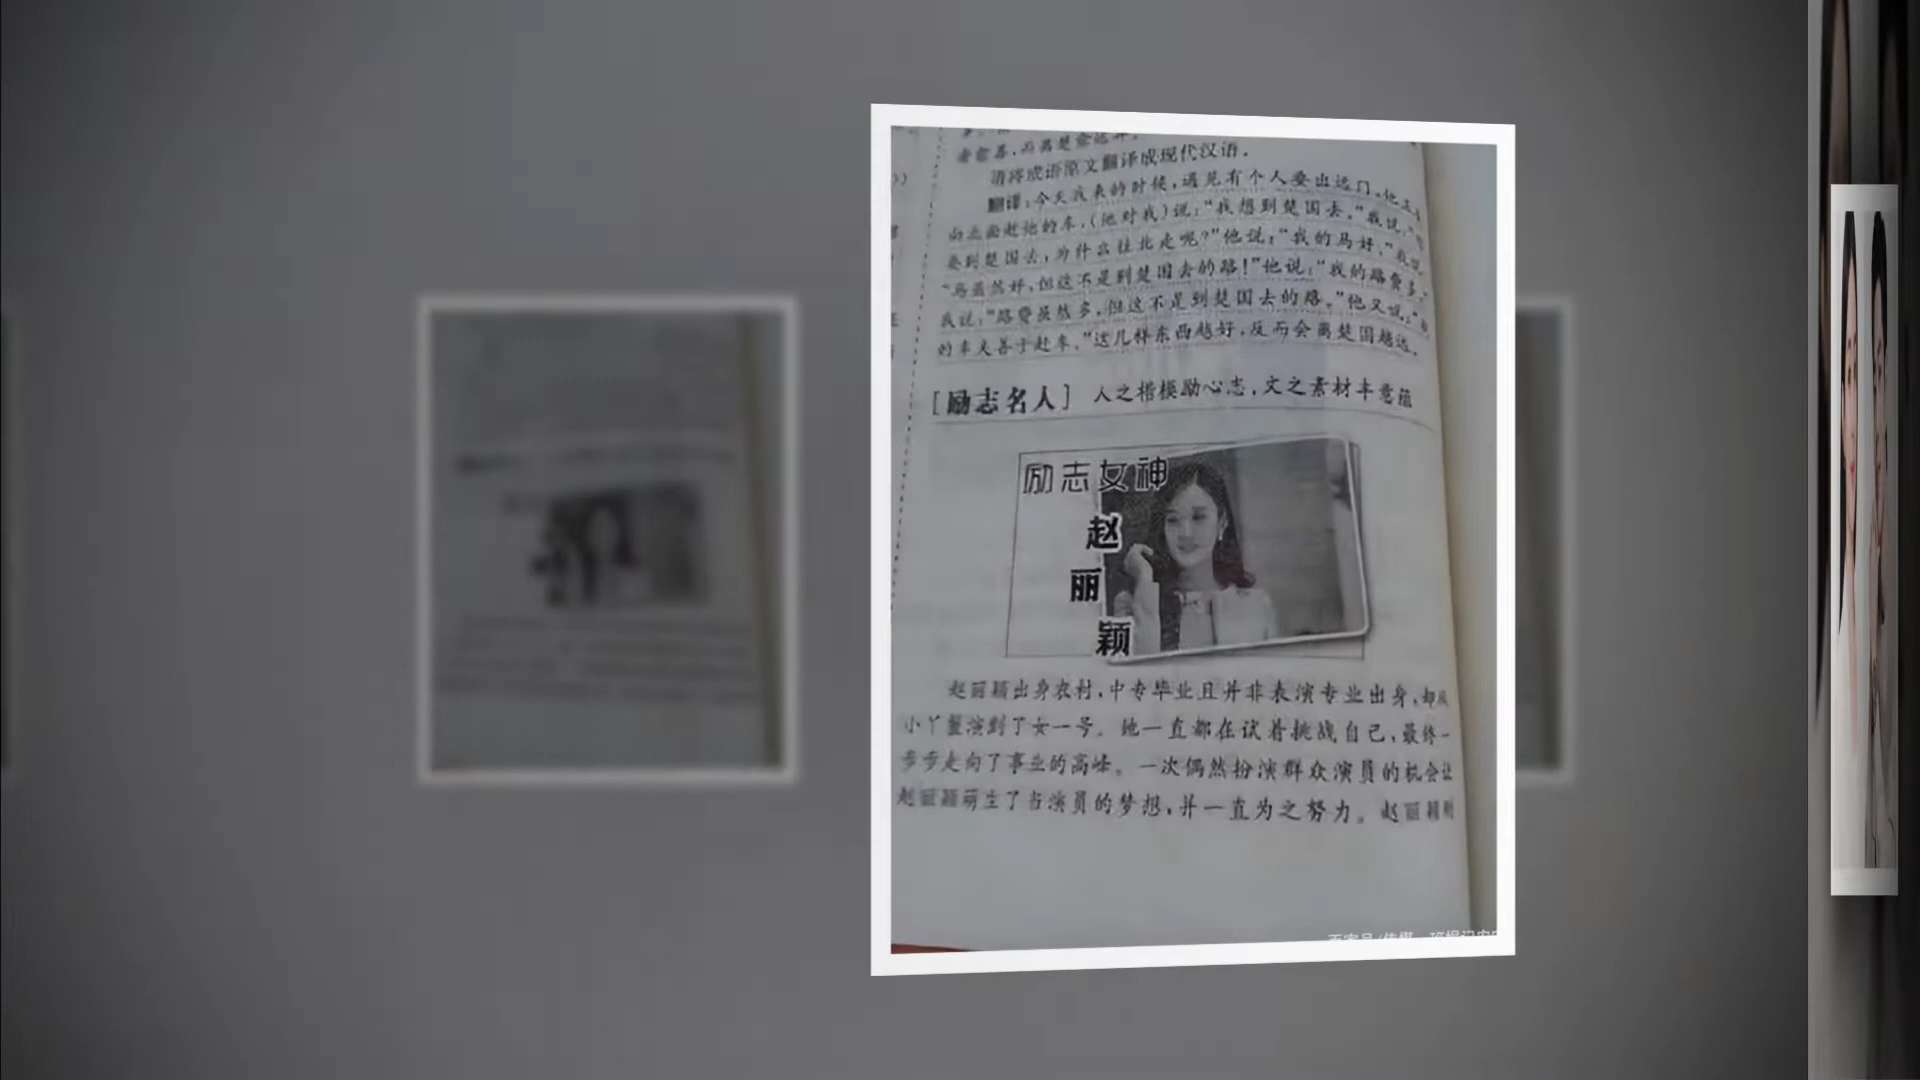 请将成语原文翻译成现代汉语。
翻译:今天我来的时候,遇见有个人要出远门,他正
向北面赶他的车,(他对我)说:“我想到楚国去。”我说:“
要到楚国去,为什么往北走呢?”他说:“我的马好。”我说
“马虽然好,但这不是到楚国去的路!”他说:“我的路费多。”
我说:“路费虽然多,但这不是到楚国去的路。”他又说:“
的车夫善于赶车。”这几样东西越好,反而会离楚国越远。
[励志名人] 人之楷模励心志,文之素材丰意蕴
励志女神
赵
丽
颖
赵丽颖出身农村,中专毕业且并非表演专业出身,却从
小丫鬟演到了女一号。她一直都在试着挑战自己,最终一
步步走向了事业的高峰。一次偶然扮演群众演员的机会让
赵丽颖萌生了当演员的梦想,并一直为之努力。赵丽颖